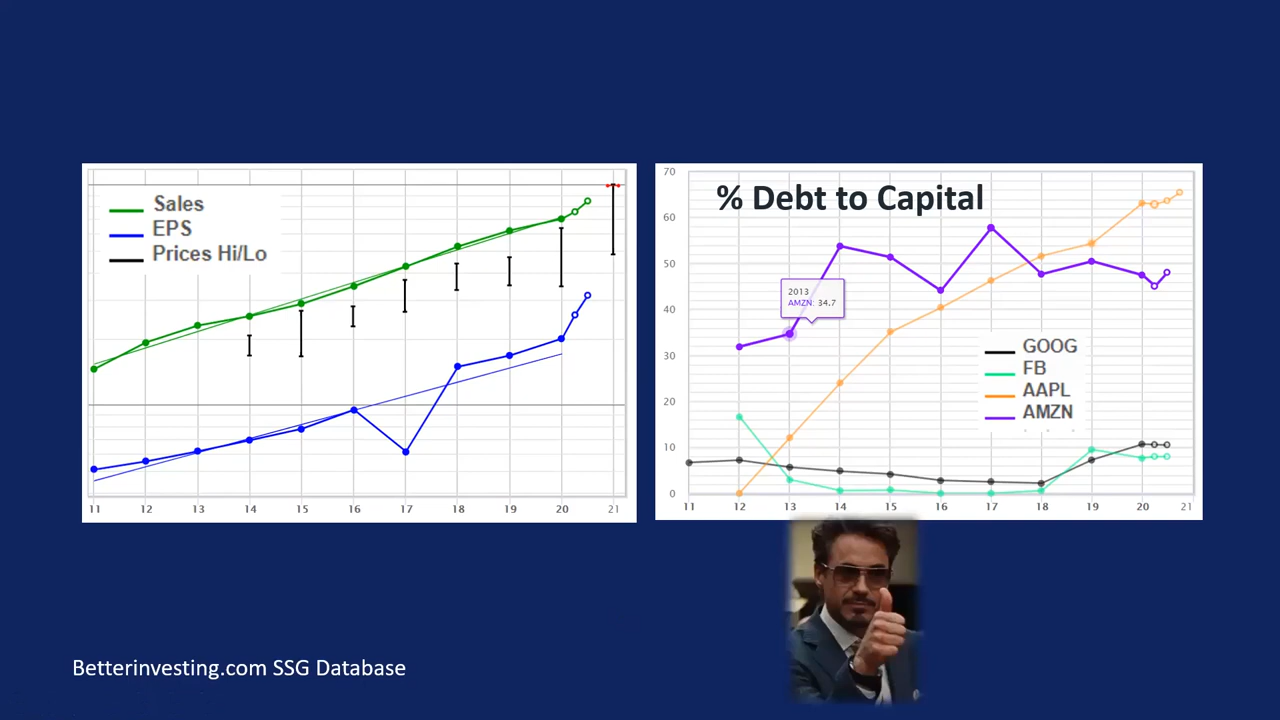 Sales
EPS
Prices Hi/Lo
11 12 13 14 15 16 17 18 19 20 21
% Debt to Capital
70
60
50
40
30
20
10
0
2013
AMZN: 34.7
GOOG
FB
AAPL
AMZN
11 12 13 14 15 16 17 18 19 20 21
Betterinvesting.com SSG Database